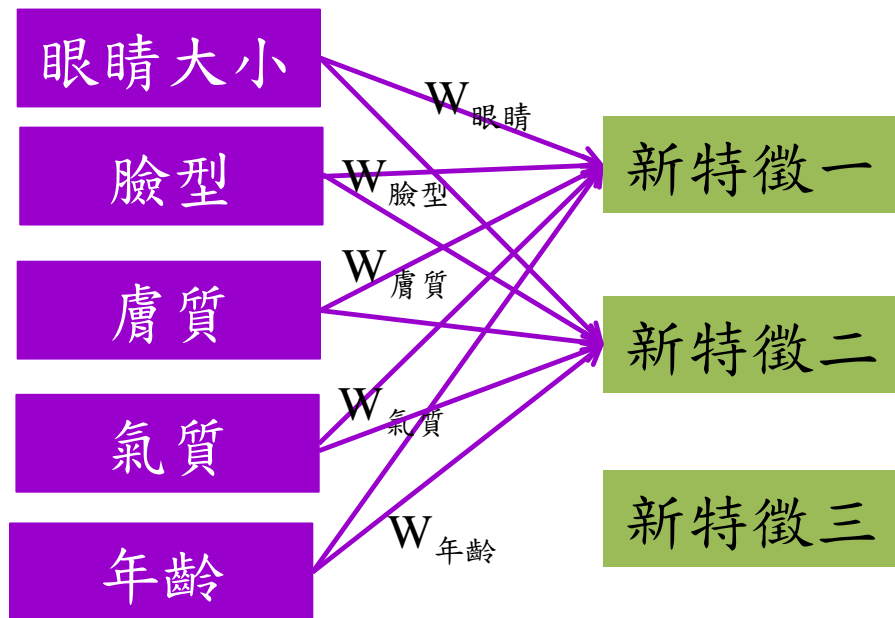 眼睛大小
臉型
膚質
氣質
年齡
W眼睛
W臉型
W膚質
W氣質
W年齡
新特徵一
新特徵二
新特徵三